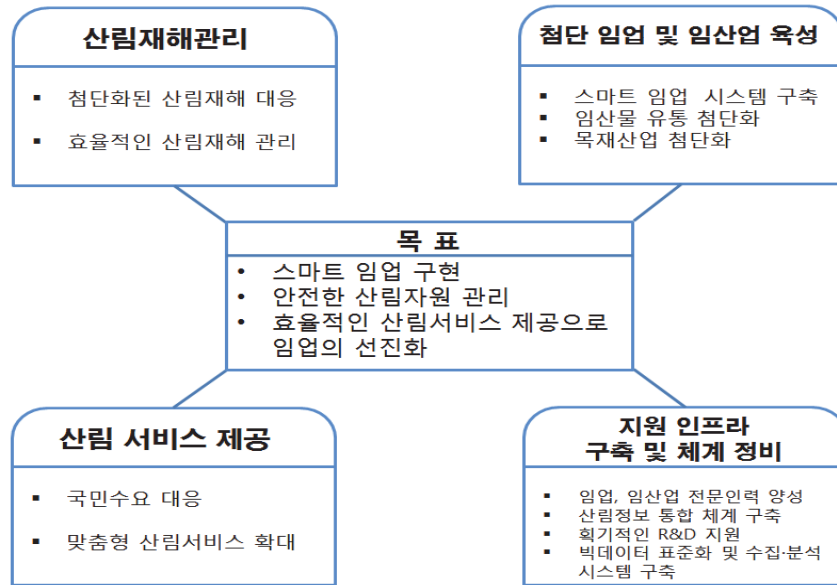 산림재해관리
▪ 첨단화된 산림재해 대응
▪ 효율적인 산림재해 관리
첨단 임업 및 임산업 육성
▪ 스마트 임업 시스템 구축
▪ 임산물 유통 첨단화
▪ 목재산업 첨단화
목 표
• 스마트 임업 구현
• 안전한 산림자원 관리
• 효율적인 산림서비스 제공으로
임업의 선진화
산림 서비스 제공
▪ 국민수요 대응
▪ 맞춤형 산림서비스 확대
지원 인프라
구축 및 체계 정비
▪ 임업, 임산업 전문인력 양성
▪ 산림정보 통합 체계 구축
▪ 획기적인 R&D 지원
▪ 빅데이터 표준화 및 수집·분석
시스템 구축